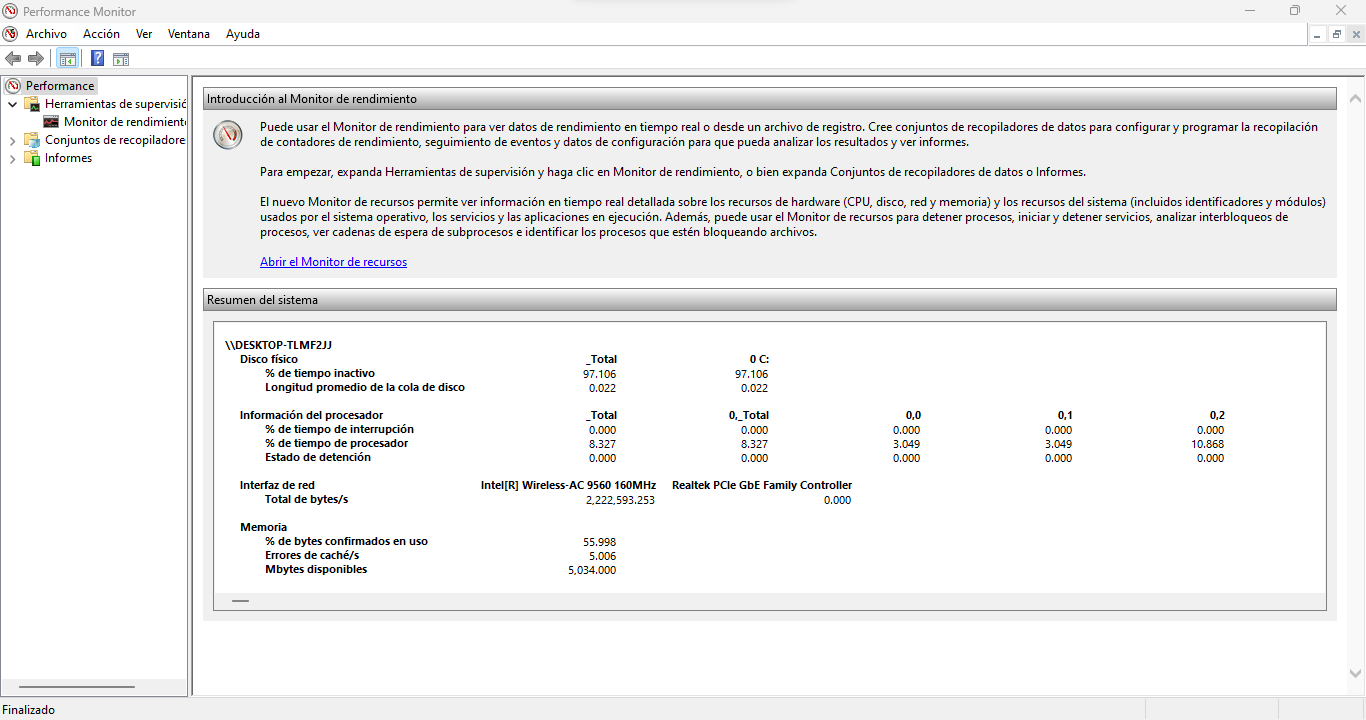 Performance Monitor
Archivo Acción Ver Ventana Ayuda
Performance
Herramientas de supervisió
Monitor de rendimiento
Conjuntos de recopiladore
Informes
Introducción al Monitor de rendimiento
Puede usar el Monitor de rendimiento para ver datos de rendimiento en tiempo real o desde un archivo de registro. Cree conjuntos de recopiladores de datos para configurar y programar la recopilación
de contadores de rendimiento, seguimiento de eventos y datos de configuración para que pueda analizar los resultados y ver informes.
Para empezar, expanda Herramientas de supervisión y haga clic en Monitor de rendimiento, o bien expanda Conjuntos de recopiladores de datos o Informes.
El nuevo Monitor de recursos permite ver información en tiempo real detallada sobre los recursos de hardware (CPU, disco, red y memoria) y los recursos del sistema (incluidos identificadores y módulos)
usados por el sistema operativo, los servicios y las aplicaciones en ejecución. Además, puede usar el Monitor de recursos para detener procesos, iniciar y detener servicios, analizar interbloqueos de
procesos, ver cadenas de espera de subprocesos e identificar los procesos que estén bloqueando archivos.
Abrir el Monitor de recursos
Resumen del sistema
\\DESKTOP-TLMF2JJ
Disco físico _Total 0 C:
% de tiempo inactivo 97.106 97.106
Longitud promedio de la cola de disco 0.022 0.022
Información del procesador _Total 0,_Total 0,0 0,1 0,2
% de tiempo de interrupción 0.000 0.000 0.000 0.000 0.000
% de tiempo de procesador 8.327 8.327 3.049 3.049 10.868
Estado de detención 0.000 0.000 0.000 0.000 0.000
Interfaz de red Intel[R] Wireless-AC 9560 160MHz Realtek PCIe GbE Family Controller
Total de bytes/s 2,222,593.253 0.000
Memoria
% de bytes confirmados en uso 55.998
Errores de caché/s 5.006
Mbytes disponibles 5,034.000
Finalizado